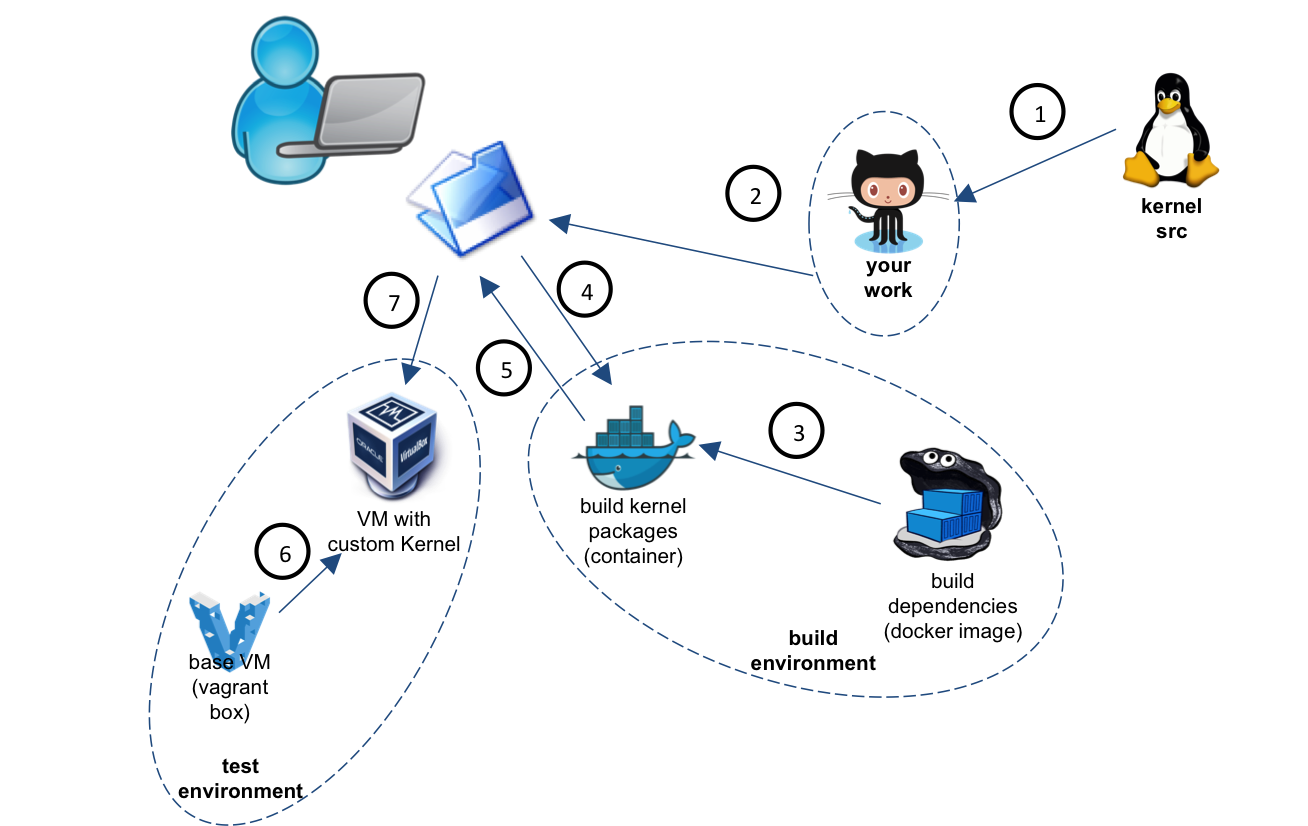 1
2
kernel
src
your
work
7
4
5
3
ORACLE
VirtualBox
VM with
custom Kernel
build kernel
packages
(container)
6
build
dependencies
(docker image)
build
environment
base VM
(vagrant
box)
test
environment